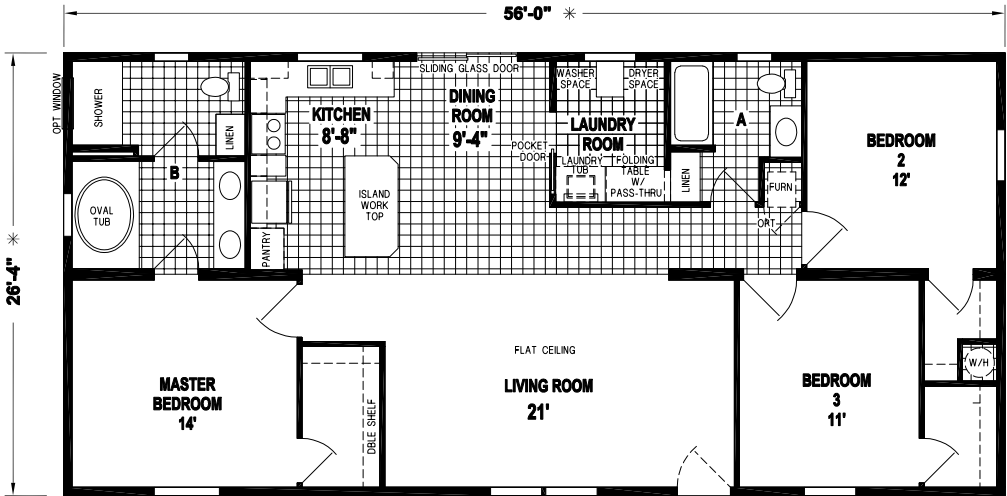 56'-0" ✳
26'-4" ✳
OPT WINDOW
SHOWER
LINEN
B
OVAL
TUB
KITCHEN
8'-8"
PANTRY
ISLAND
WORK
TOP
SLIDING GLASS DOOR
DINING
ROOM
9'-4"
WASHER
SPACE
DRYER
SPACE
LAUNDRY
ROOM
POCKET
DOOR
LAUNDRY
TUB
FOLDING
TABLE
W/
PASS-THRU
LINEN
A
FURN
OPT
BEDROOM
2
12'
MASTER
BEDROOM
14'
DBLE SHELF
FLAT CEILING
LIVING ROOM
21'
BEDROOM
3
11'
W/H